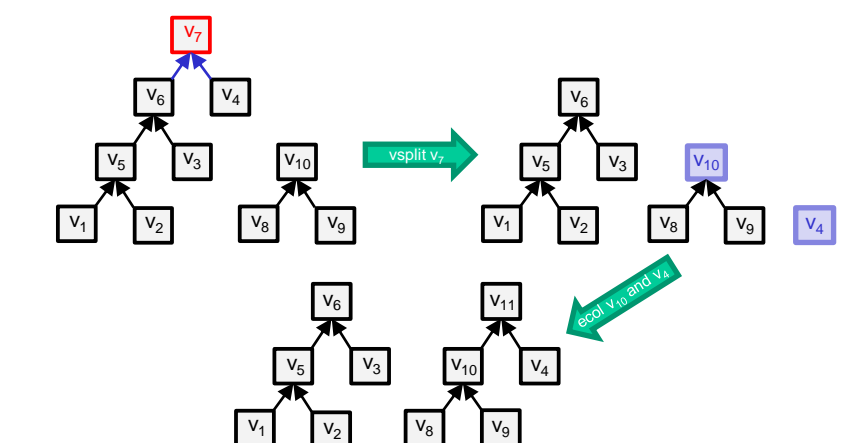 v₇
v₆ v₄
v₅ v₃ v₁₀
v₁ v₂ v₈ v₉
vsplit v₇
v₆
v₅ v₃ v₁₀
v₁ v₂ v₈ v₉ v₄
ecol v₁₀ and v₄
v₆ v₁₁
v₅ v₃ v₁₀ v₄
v₁ v₂ v₈ v₉